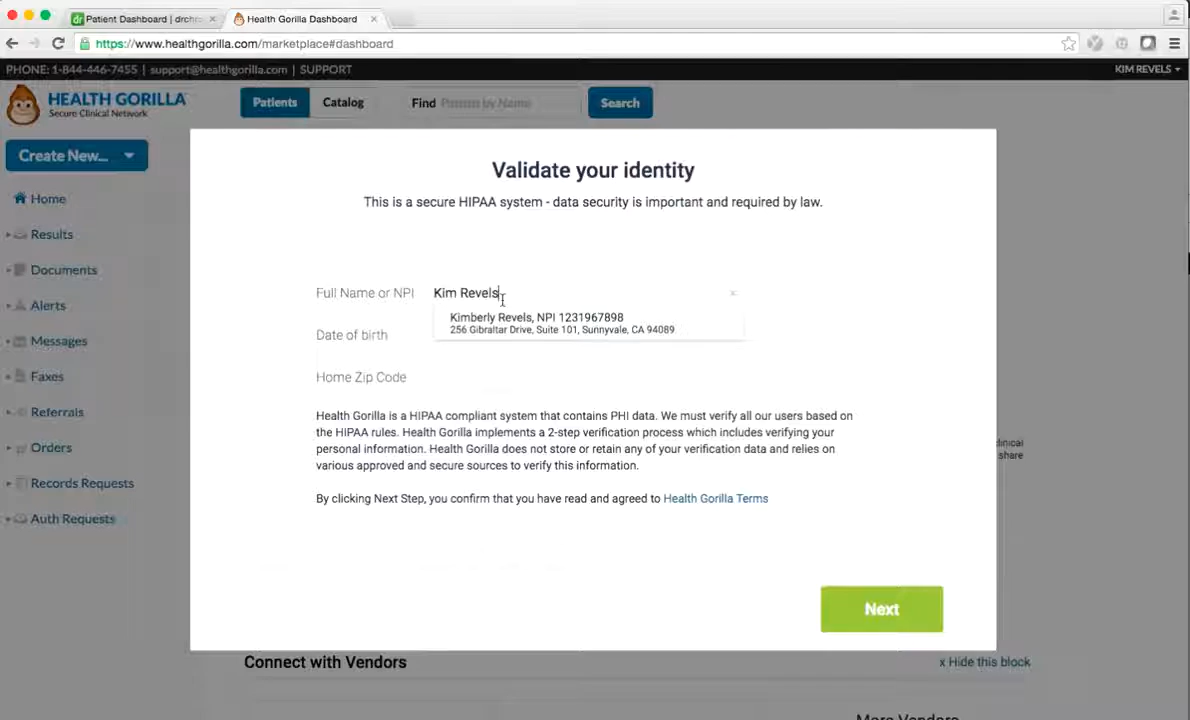 Patient Dashboard | drchro
Health Gorilla Dashboard
https://www.healthgorilla.com/marketplace#dashboard
PHONE: 1-844-446-7455 | support@healthgorilla.com | SUPPORT
KIM REVELS
HEALTH GORILLA
Secure Clinical Network
Patients
Catalog
Find
Patient by Name
Search
Create New...
Home
Results
Documents
Alerts
Messages
Faxes
Referrals
Orders
Records Requests
Auth Requests
Validate your identity
This is a secure HIPAA system - data security is important and required by law.
Full Name or NPI
Kim Revels
Kimberly Revels, NPI 1231967898
256 Gibraltar Drive, Suite 101, Sunnyvale, CA 94089
Date of birth
Home Zip Code
Health Gorilla is a HIPAA compliant system that contains PHI data. We must verify all our users based on
the HIPAA rules. Health Gorilla implements a 2-step verification process which includes verifying your
personal information. Health Gorilla does not store or retain any of your verification data and relies on
various approved and secure sources to verify this information.
By clicking Next Step, you confirm that you have read and agreed to Health Gorilla Terms
Next
clinical
share
Connect with Vendors
x Hide this block
More Vendors